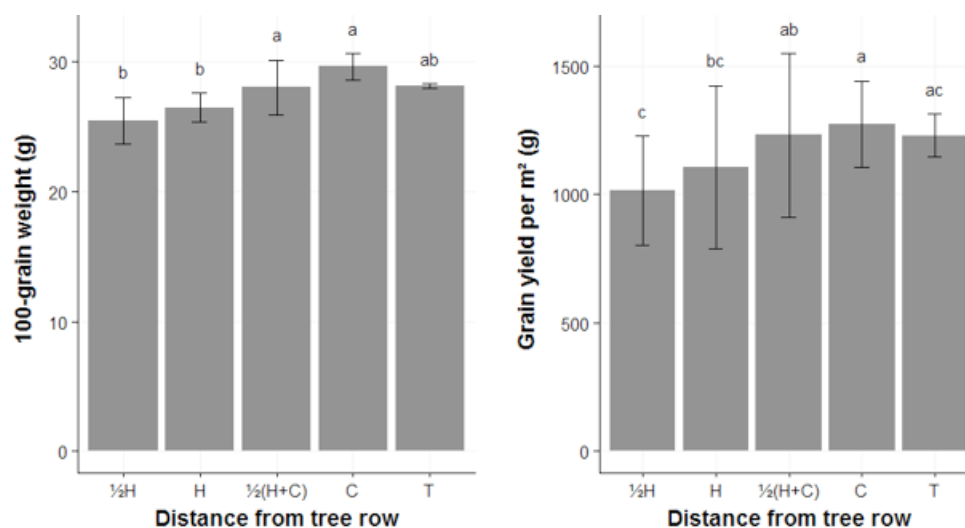 100-grain weight (g)
30
20
10
0
b
b
a
a
ab
½H
H
½(H+C)
C
T
Distance from tree row
Grain yield per m² (g)
1500
1000
500
0
c
bc
ab
a
ac
½H
H
½(H+C)
C
T
Distance from tree row